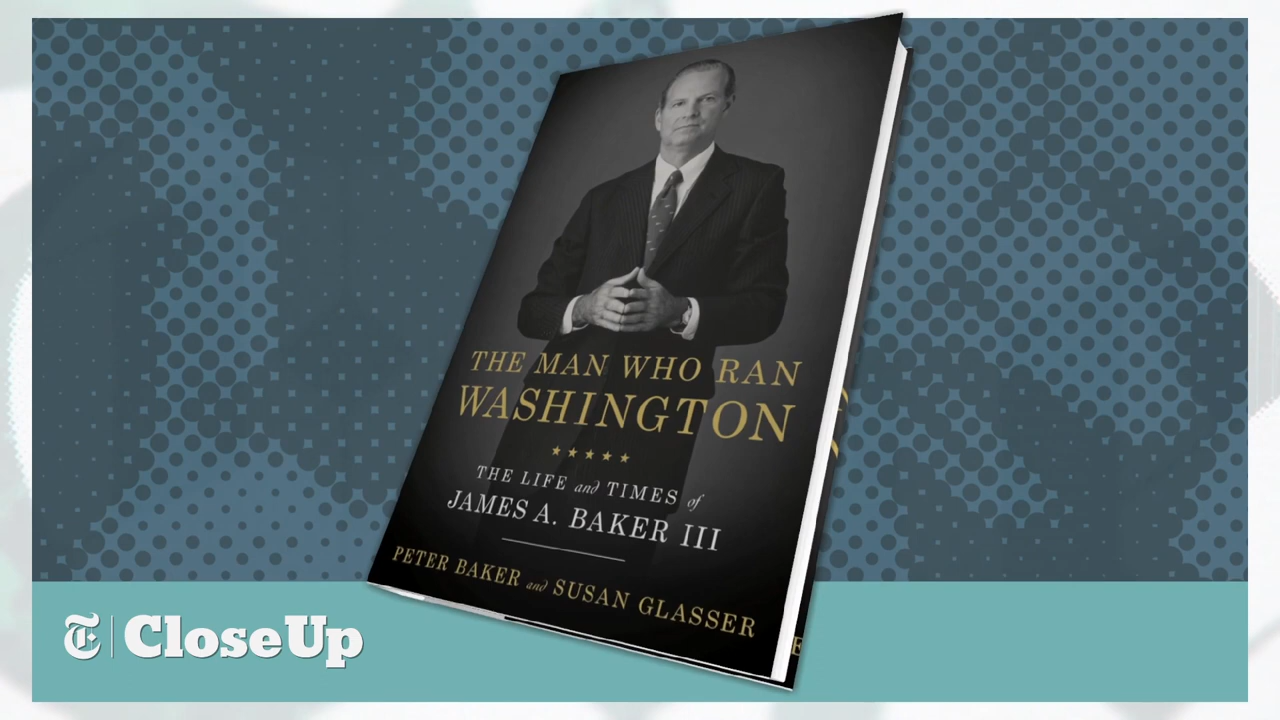 THE MAN WHO RAN
WASHINGTON
THE LIFE and TIMES of
JAMES A. BAKER III
PETER BAKER and SUSAN GLASSER
T | CloseUp